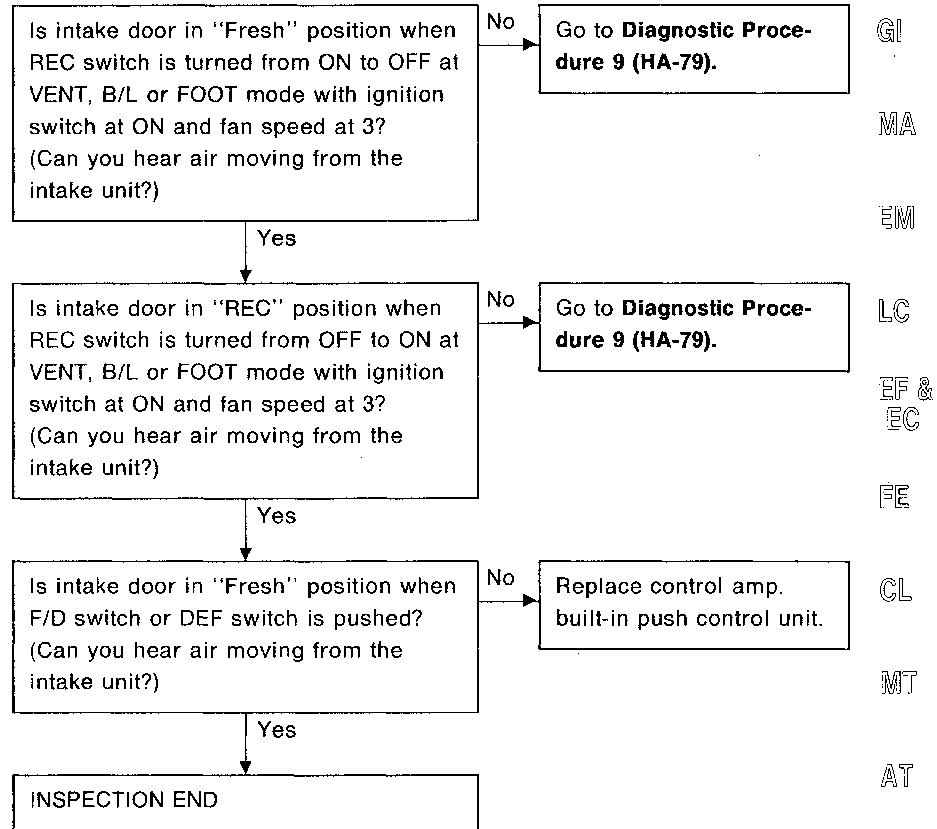 Is intake door in "Fresh" position when
REC switch is turned from ON to OFF at
VENT, B/L or FOOT mode with ignition
switch at ON and fan speed at 3?
(Can you hear air moving from the
intake unit?)
No
Go to Diagnostic Proce-
dure 9 (HA-79).
Yes
Is intake door in "REC" position when
REC switch is turned from OFF to ON at
VENT, B/L or FOOT mode with ignition
switch at ON and fan speed at 3?
(Can you hear air moving from the
intake unit?)
No
Go to Diagnostic Proce-
dure 9 (HA-79).
Yes
Is intake door in "Fresh" position when
F/D switch or DEF switch is pushed?
(Can you hear air moving from the
intake unit?)
No
Replace control amp.
built-in push control unit.
Yes
INSPECTION END
GI
MA
EM
LC
EF &
EC
FE
CL
MT
AT